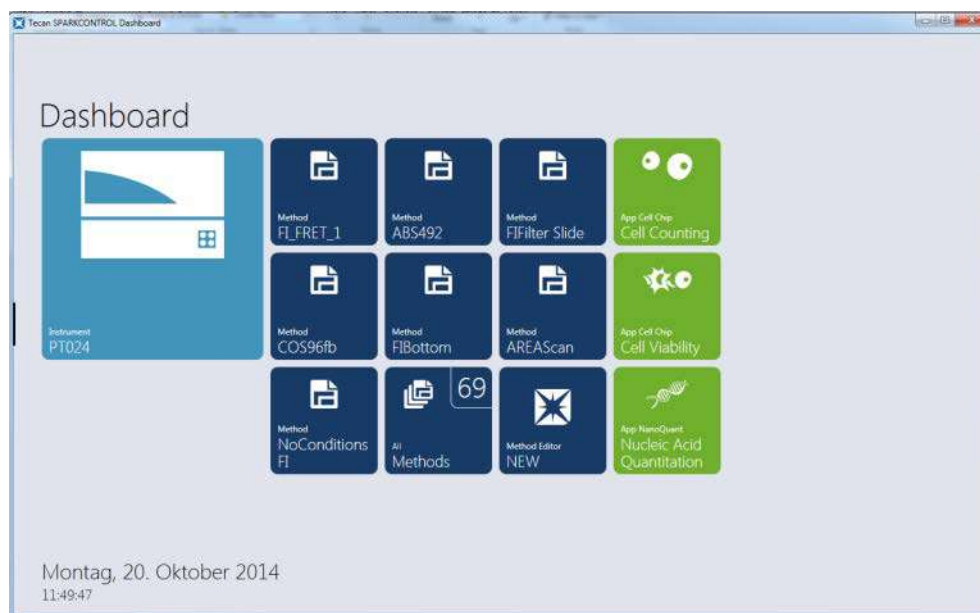 Tecan SPARKCONTROL Dashboard
Dashboard
Instrument
PT024
Method
FI_FRET_1
Method
ABS492
Method
FIFilter Slide
App Cell Chip
Cell Counting
Method
COS96fb
Method
FIBottom
Method
AREAScan
App Cell Chip
Cell Viability
Method
NoConditions
FI
69
All
Methods
Method Editor
NEW
App NanoQuant
Nucleic Acid
Quantitation
Montag, 20. Oktober 2014
11:49:47